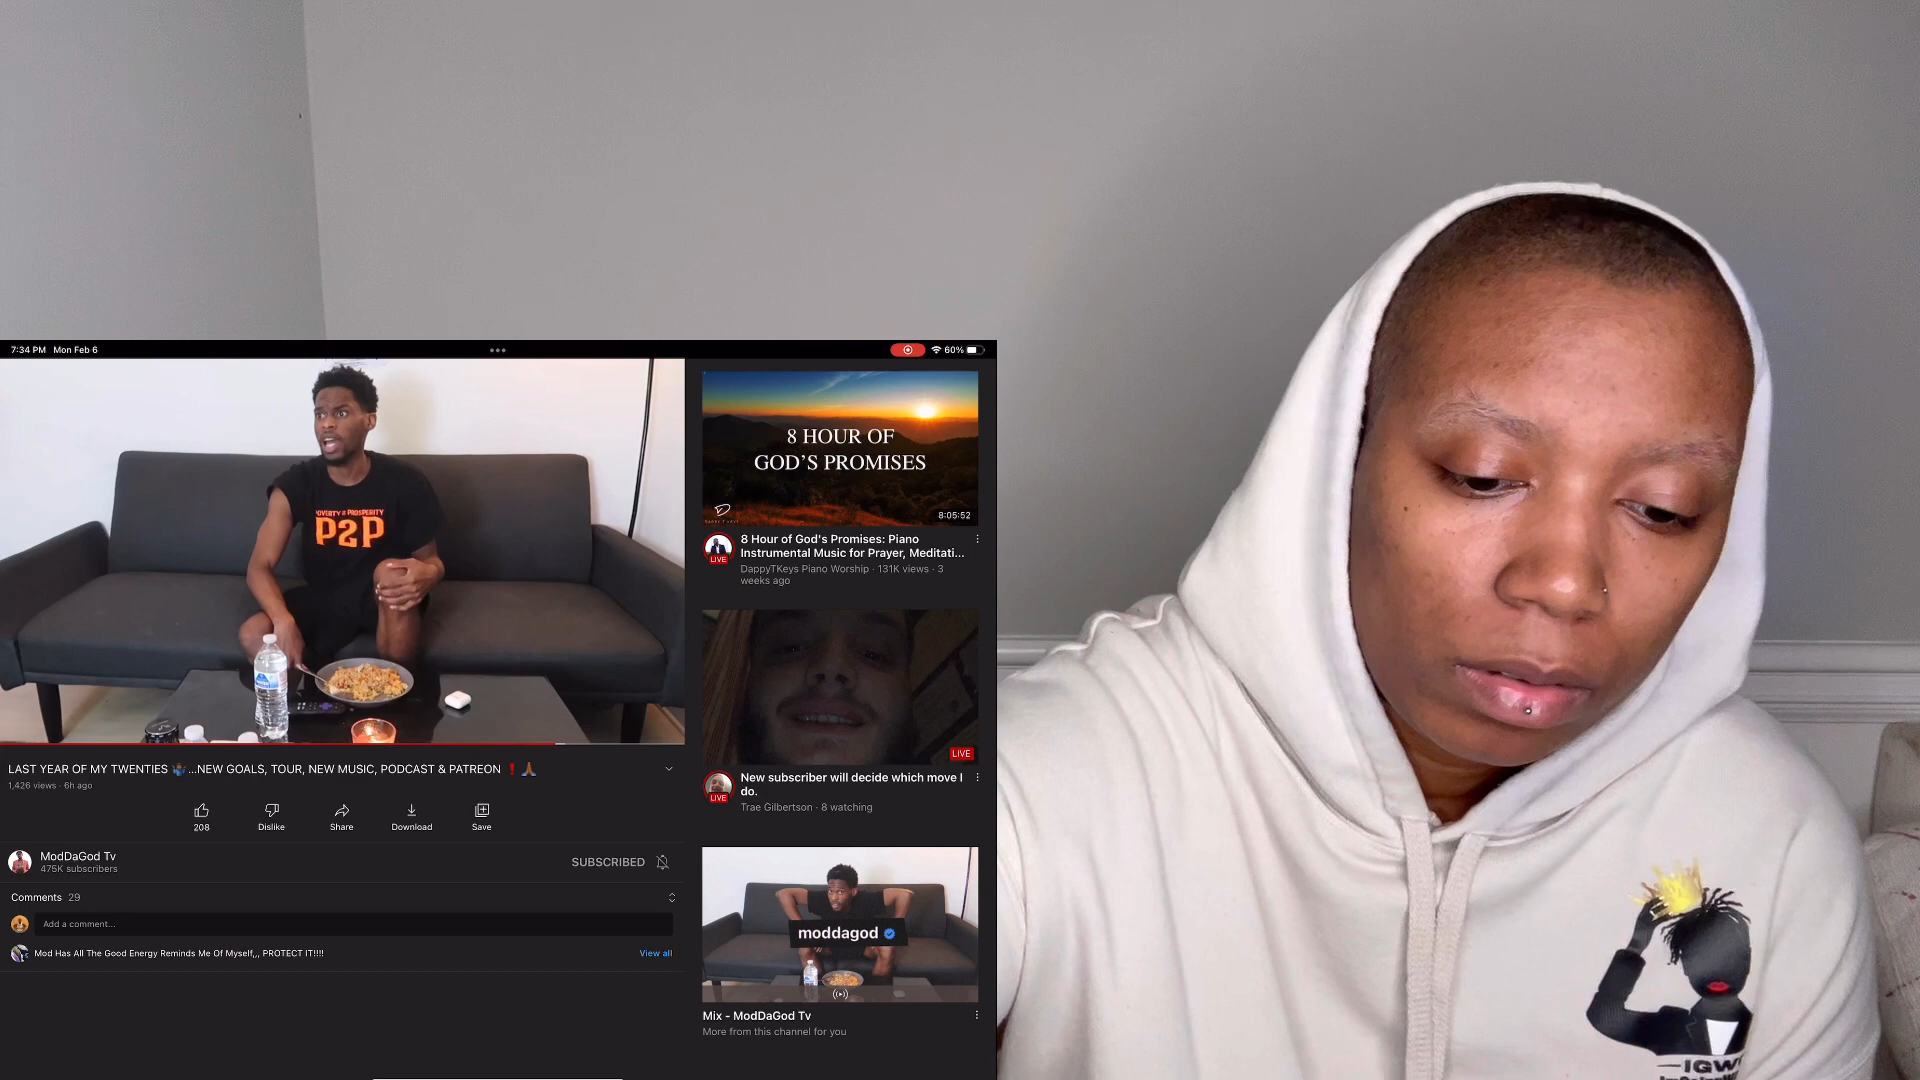 7:34 PM Mon Feb 6
60%
POVERTY 2 PROSPERITY
P2P
8 HOUR OF
GOD'S PROMISES
8:05:52
LIVE
8 Hour of God's Promises: Piano
Instrumental Music for Prayer, Meditati...
DappyTKeys Piano Worship · 131K views · 3
weeks ago
LIVE
LIVE
New subscriber will decide which move I
do.
Trae Gilbertson · 8 watching
LAST YEAR OF MY TWENTIES 🤷🏾‍♂️...NEW GOALS, TOUR, NEW MUSIC, PODCAST & PATREON ❗🙏🏾
1,426 views · 6h ago
208
Dislike
Share
Download
Save
ModDaGod Tv
475K subscribers
SUBSCRIBED
Comments 29
Add a comment...
Mod Has All The Good Energy Reminds Me Of Myself,,, PROTECT IT!!!!
View all
moddagod
Mix - ModDaGod Tv
More from this channel for you